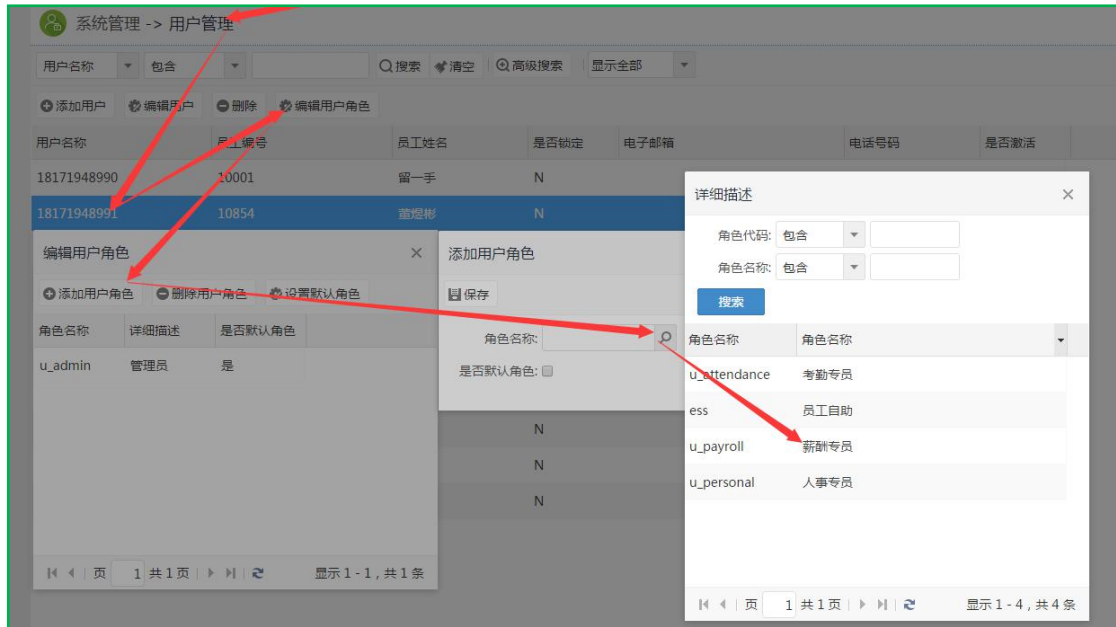 系统管理 -> 用户管理
用户名称 包含 搜索 清空 高级搜索 显示全部
添加用户 编辑用户 删除 编辑用户角色
用户名称 员工编号 员工姓名 是否锁定 电子邮箱 电话号码 是否激活
18171948990 10001 留一手 N
18171948991 10854 董煜彬 N
编辑用户角色
添加用户角色 删除用户角色 设置默认角色
角色名称 详细描述 是否默认角色
u_admin 管理员 是
页 1 共1页 显示1-1,共1条
添加用户角色
保存
角色名称:
是否默认角色:
N
N
N
详细描述
角色代码: 包含
角色名称: 包含
搜索
角色名称 角色名称
u_attendance 考勤专员
ess 员工自助
u_payroll 薪酬专员
u_personal 人事专员
页 1 共1页 显示1-4,共4条